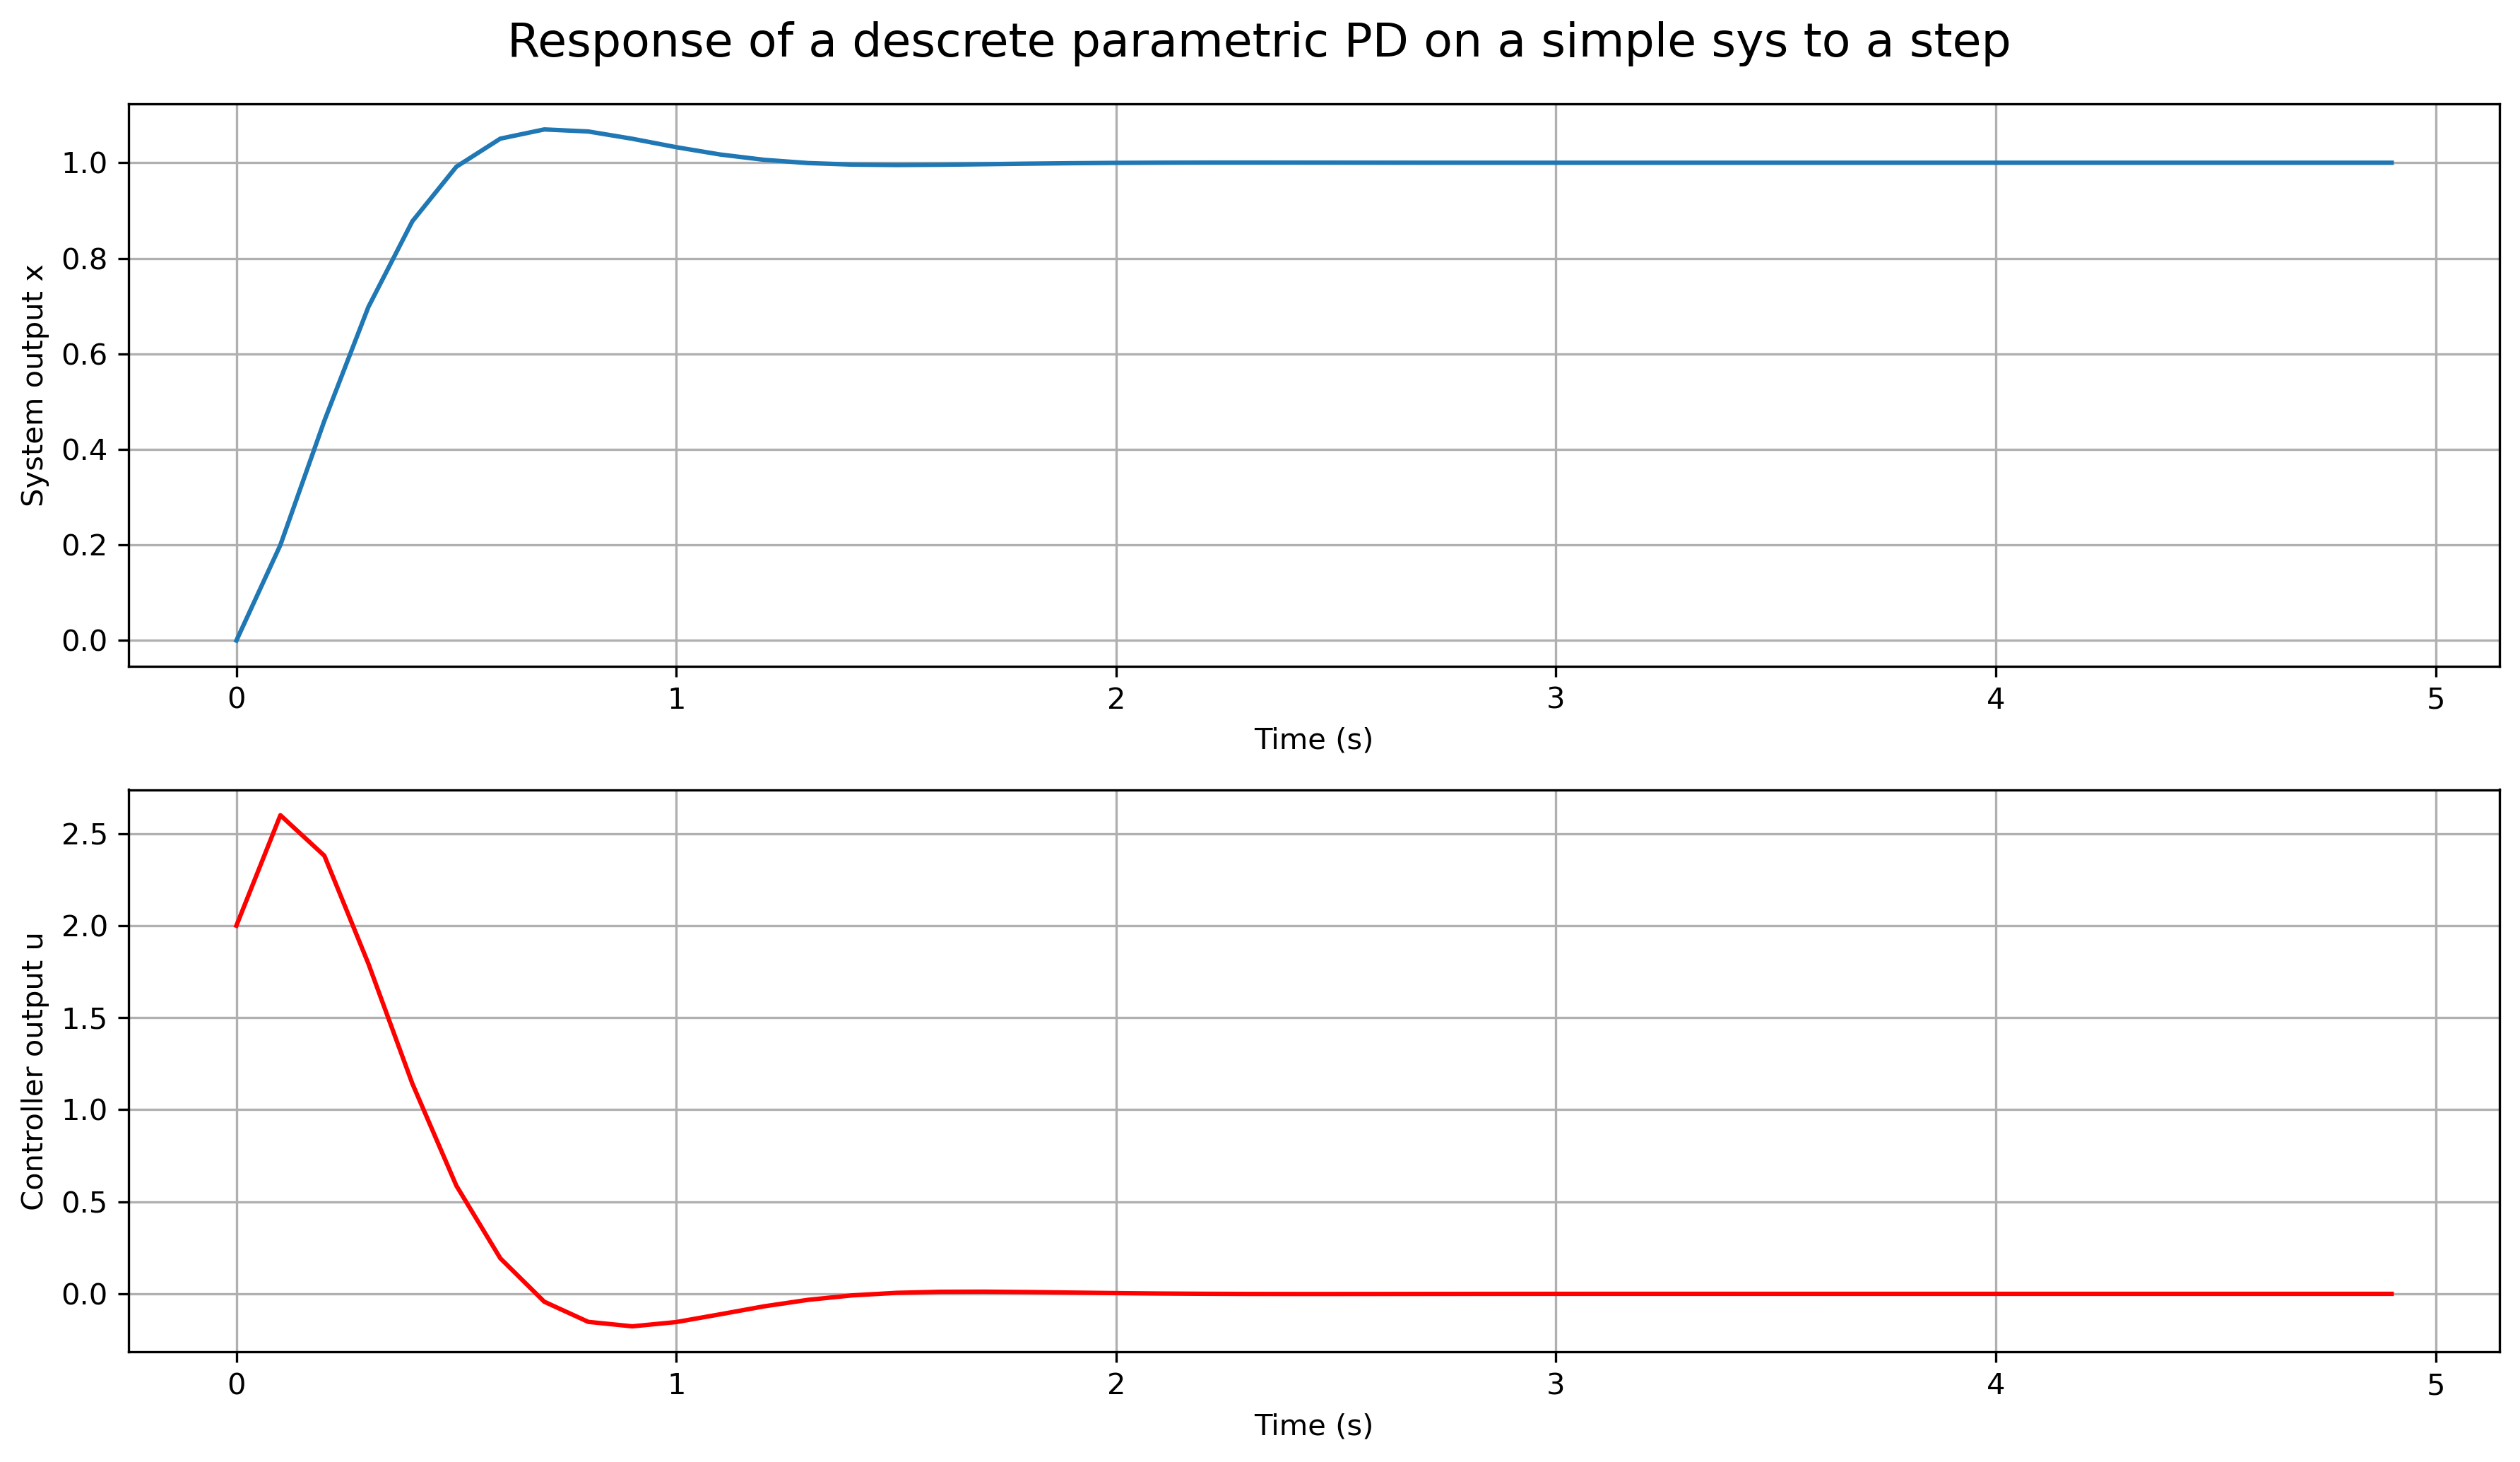 Response of a descrete parametric PD on a simple sys to a step
System output x
1.0
0.8
0.6
0.4
0.2
0.0
0 1 2 3 4 5
Time (s)
Controller output u
2.5
2.0
1.5
1.0
0.5
0.0
0 1 2 3 4 5
Time (s)